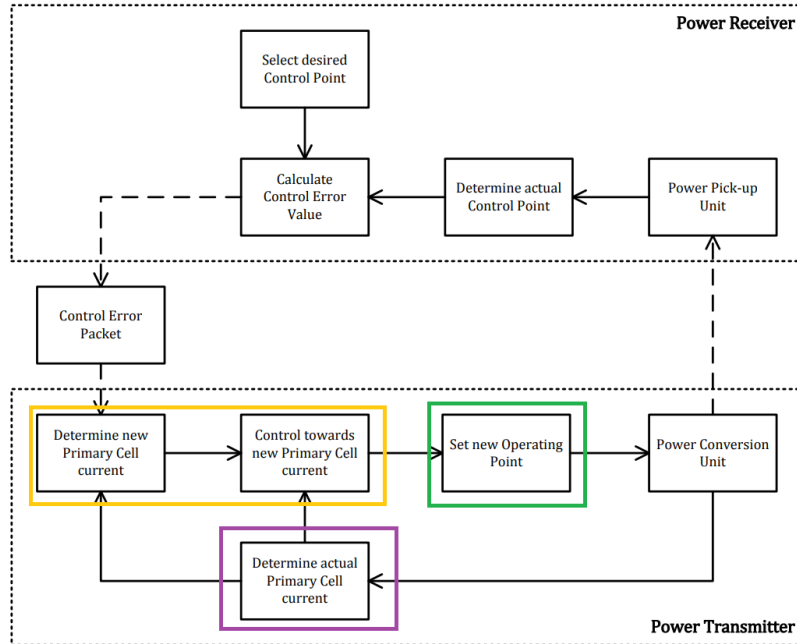 Power Receiver
Select desired
Control Point
Calculate
Control Error
Value
Determine actual
Control Point
Power Pick-up
Unit
Control Error
Packet
Determine new
Primary Cell
current
Control towards
new Primary Cell
current
Set new Operating
Point
Power Conversion
Unit
Determine actual
Primary Cell
current
Power Transmitter